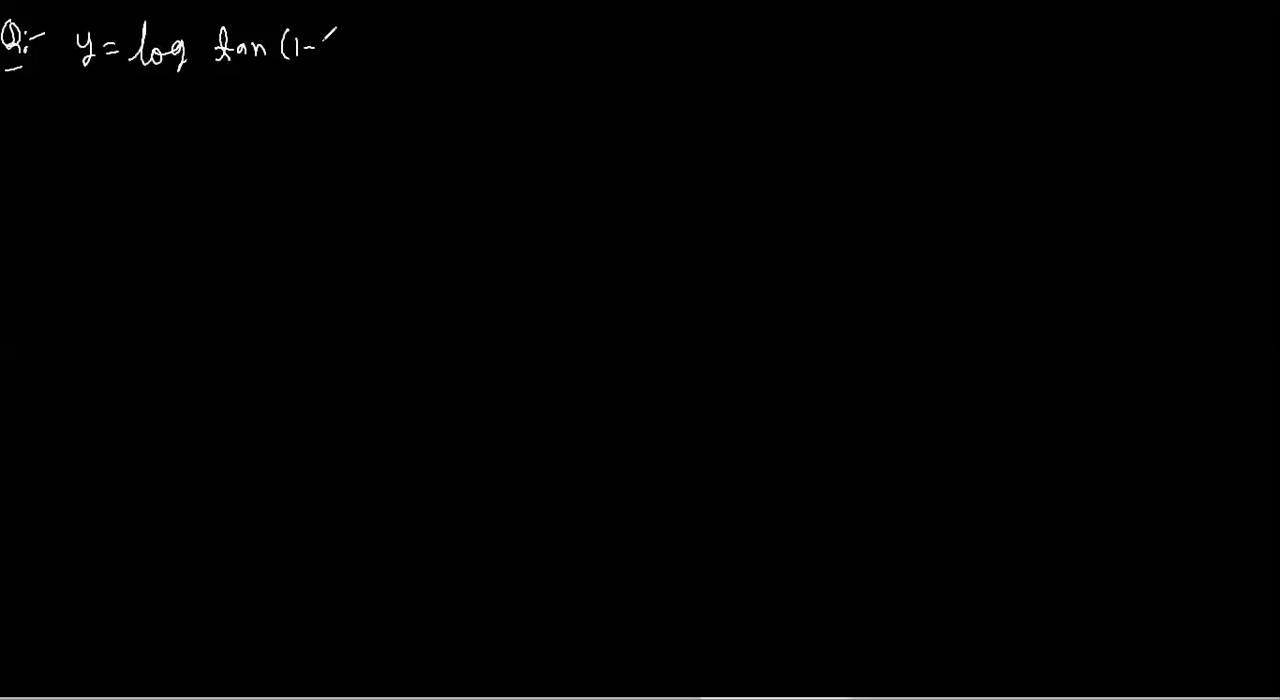 Q:- y = log tan (1-